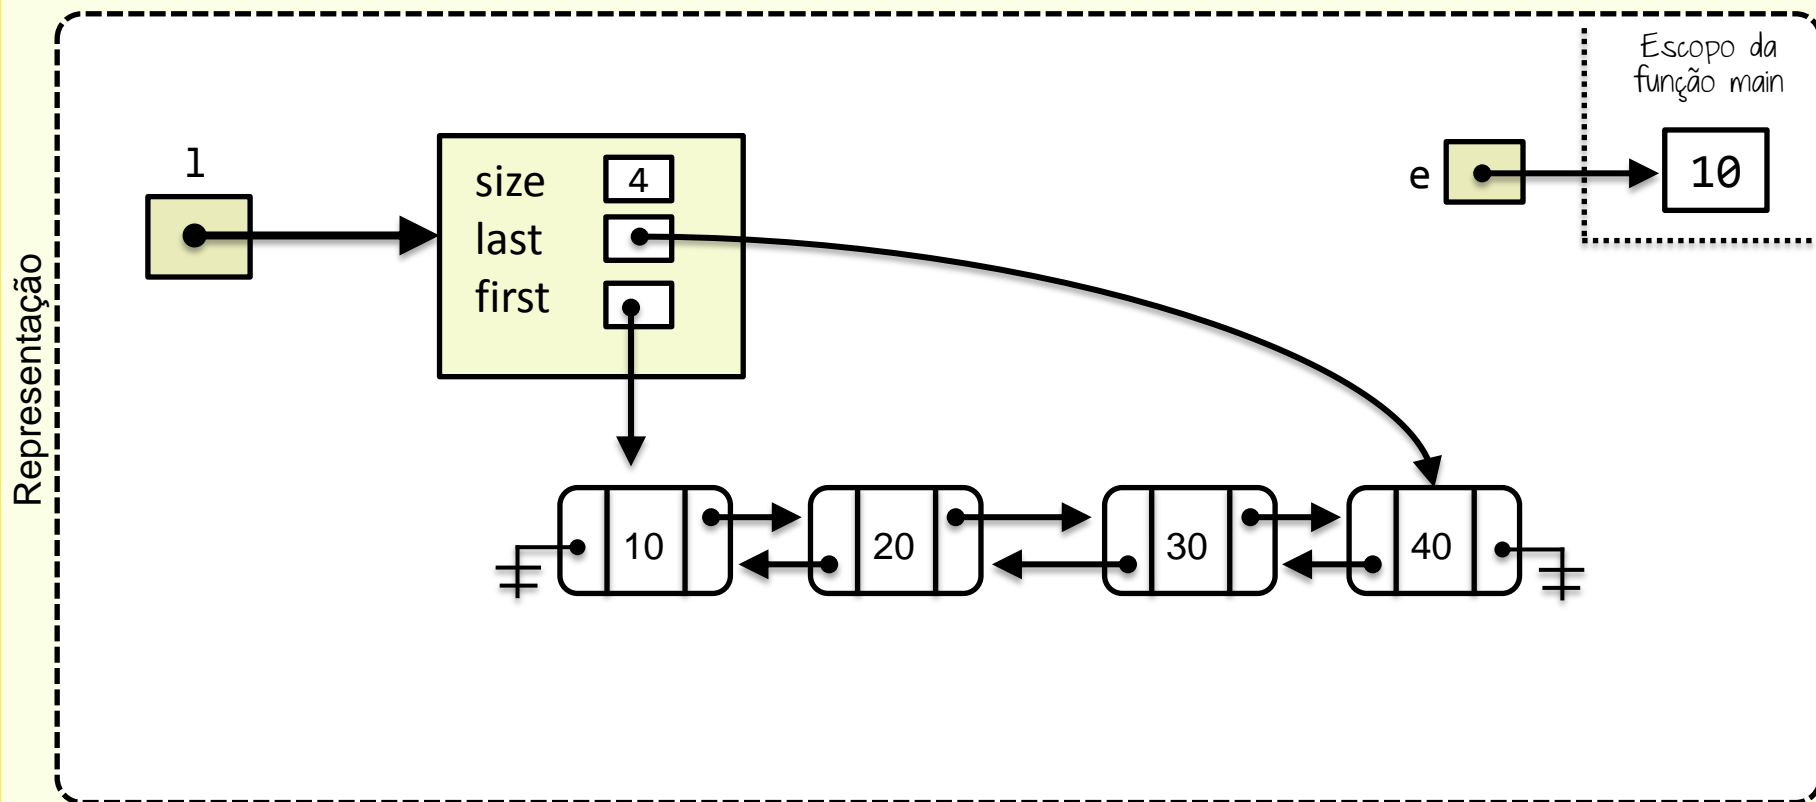 Representação
l
size 4
last
first
e
Escopo da
função main
10
10 20 30 40